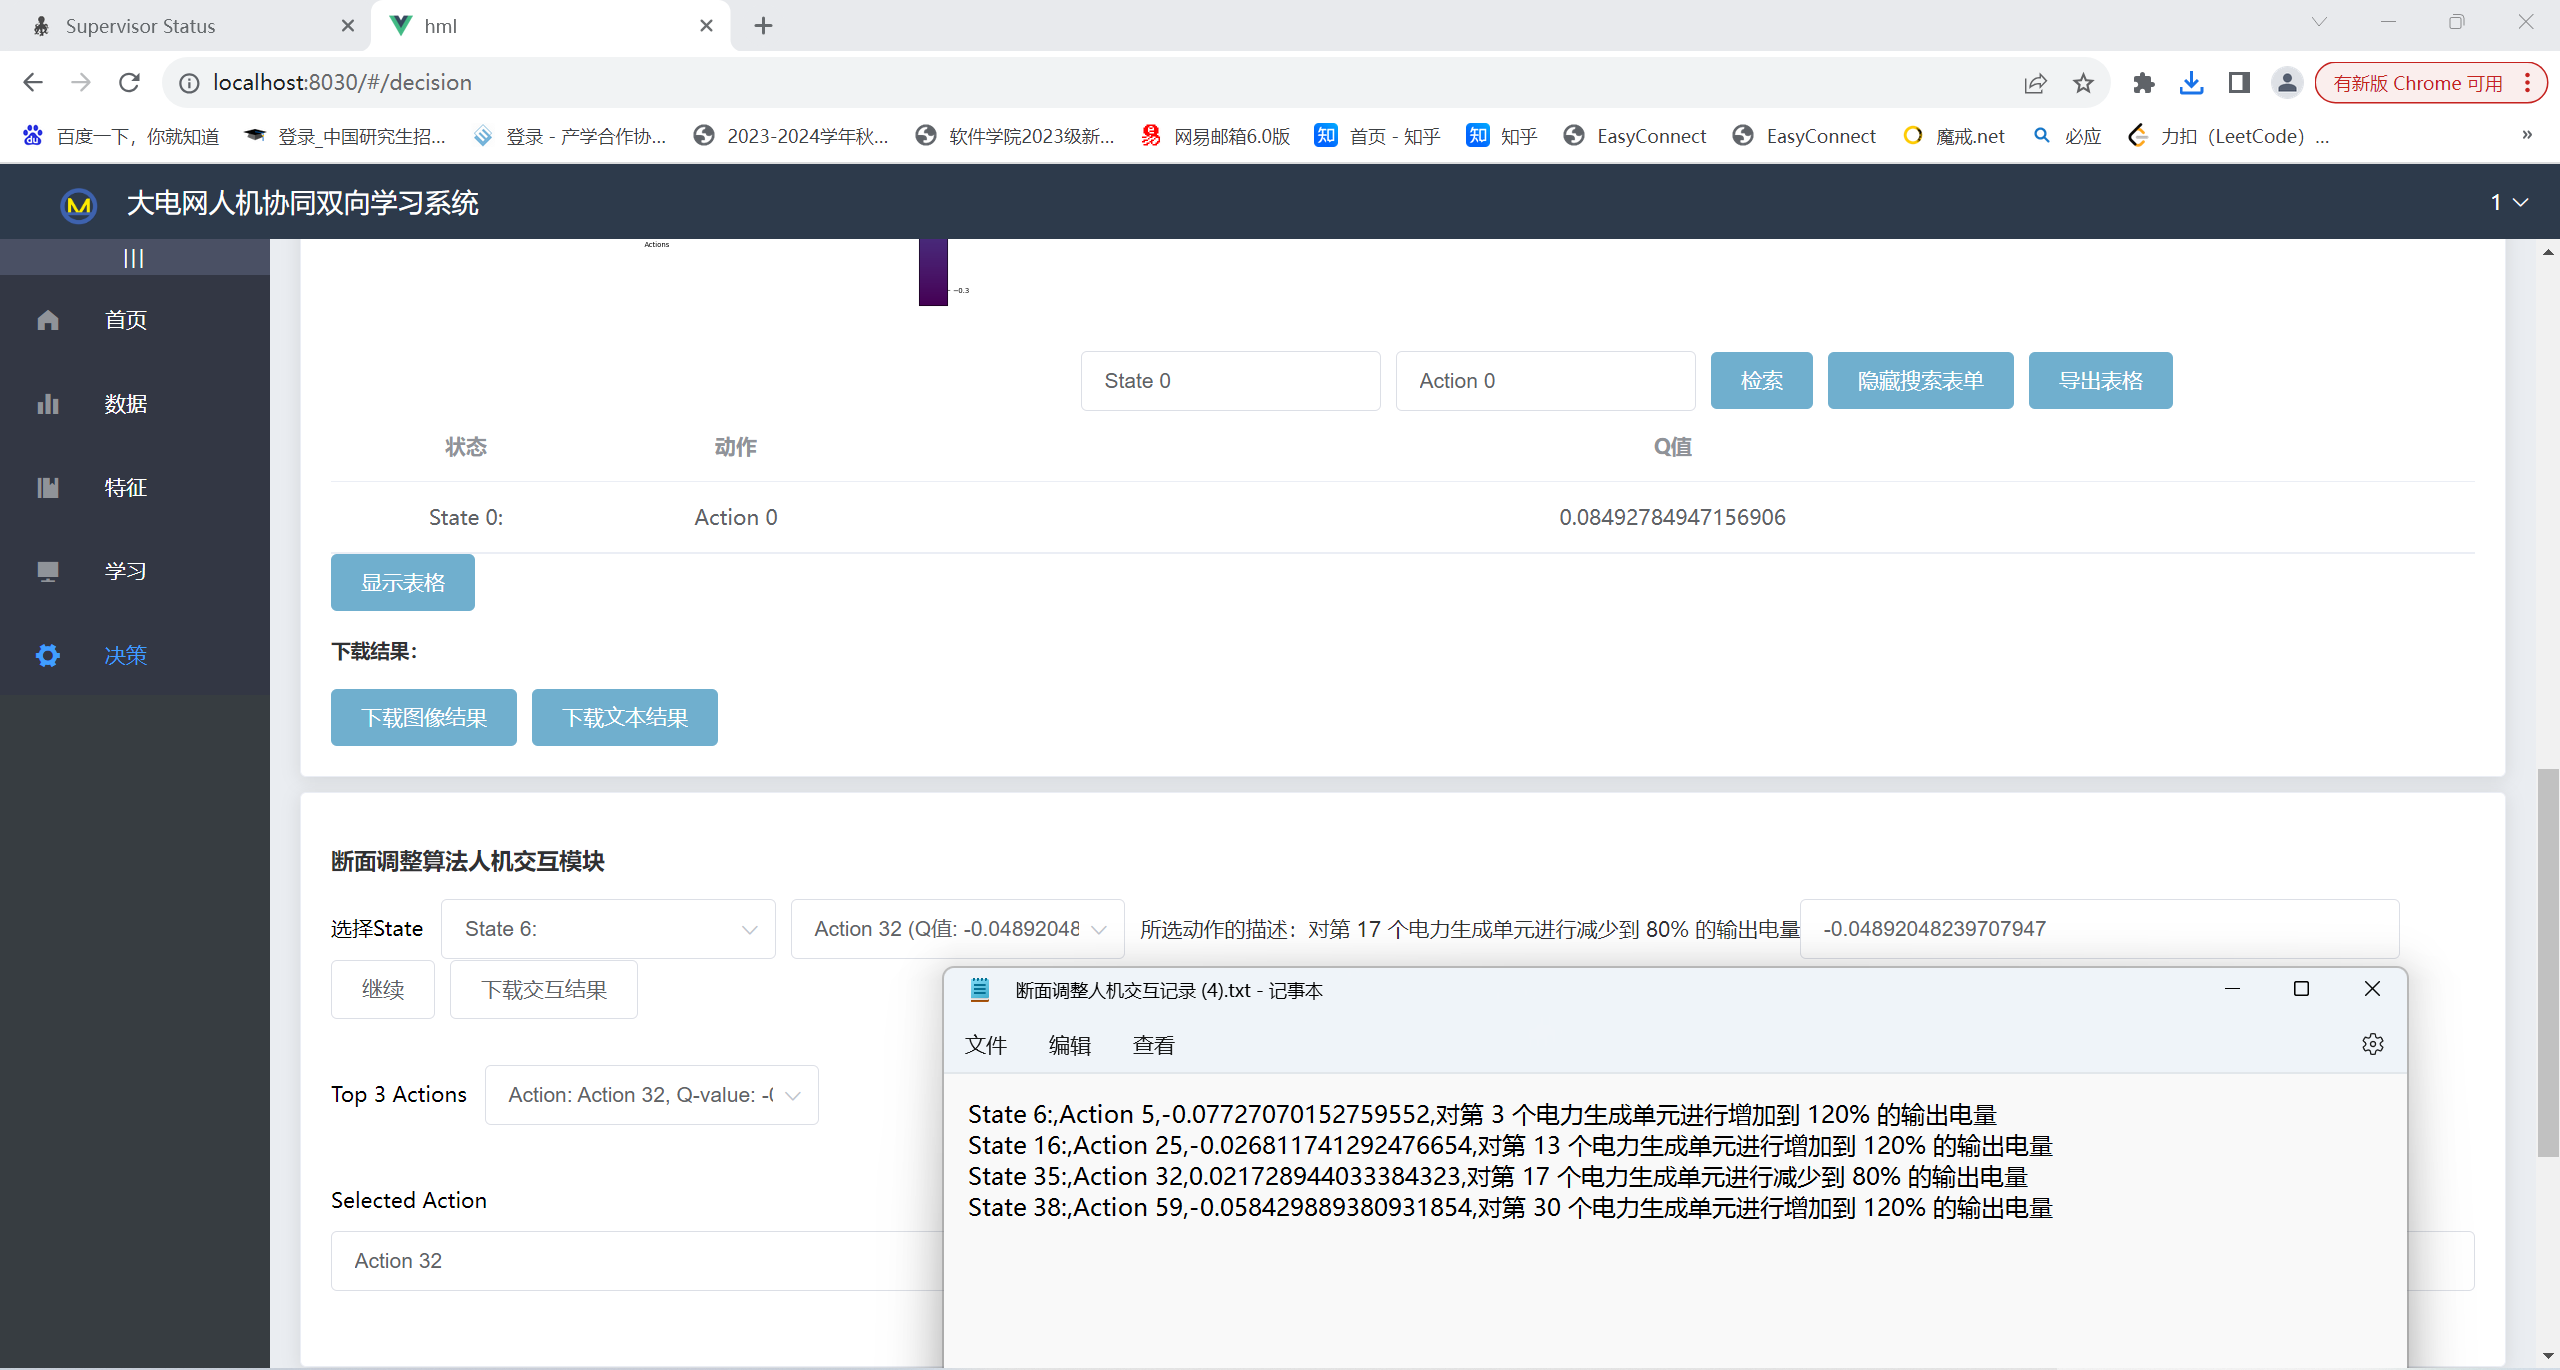 Supervisor Status
hml
localhost:8030/#/decision
有新版 Chrome 可用
百度一下，你就知道
登录_中国研究生招...
登录 - 产学合作协...
2023-2024学年秋...
软件学院2023级新...
网易邮箱6.0版
知 首页 - 知乎
知 知乎
EasyConnect
EasyConnect
魔戒.net
必应
力扣（LeetCode）...
»
大电网人机协同双向学习系统
1
首页
数据
特征
学习
决策
Actions
−0.3
State 0
Action 0
检索
隐藏搜索表单
导出表格
状态 动作 Q值
State 0: Action 0 0.08492784947156906
显示表格
下载结果：
下载图像结果
下载文本结果
断面调整算法人机交互模块
选择State
State 6:
Action 32 (Q值: -0.04892048
所选动作的描述：对第 17 个电力生成单元进行减少到 80% 的输出电量
-0.04892048239707947
继续
下载交互结果
Top 3 Actions
Action: Action 32, Q-value: -0
Selected Action
Action 32
断面调整人机交互记录 (4).txt - 记事本
文件 编辑 查看
State 6:,Action 5,-0.07727070152759552,对第 3 个电力生成单元进行增加到 120% 的输出电量
State 16:,Action 25,-0.026811741292476654,对第 13 个电力生成单元进行增加到 120% 的输出电量
State 35:,Action 32,0.021728944033384323,对第 17 个电力生成单元进行减少到 80% 的输出电量
State 38:,Action 59,-0.058429889380931854,对第 30 个电力生成单元进行增加到 120% 的输出电量